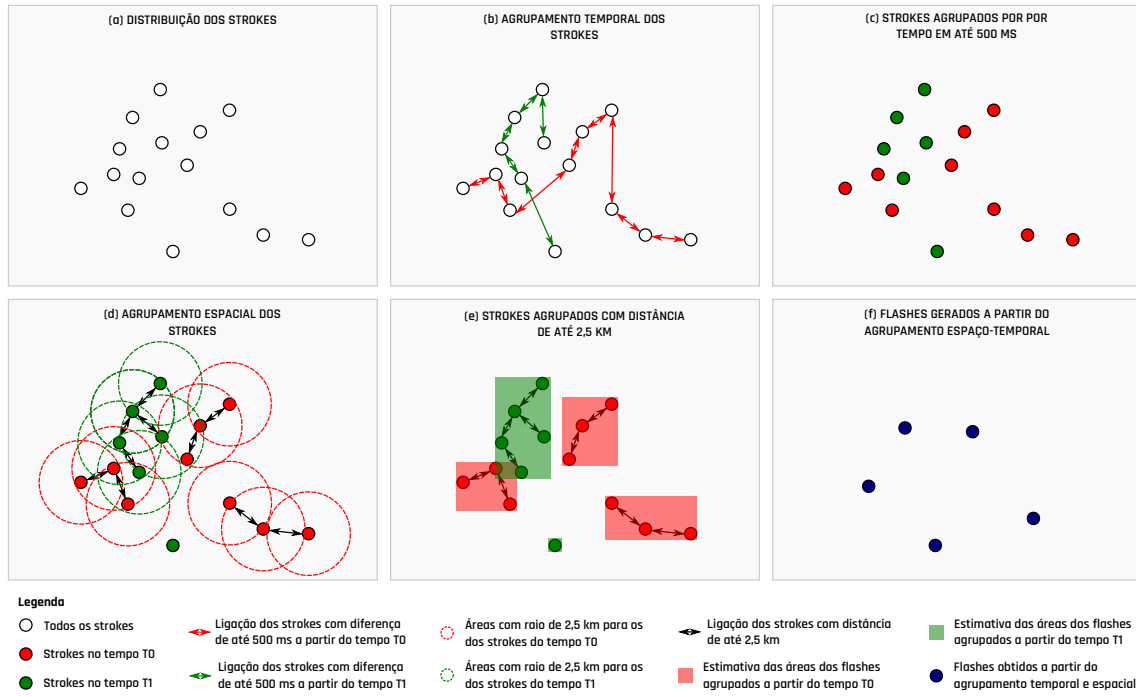 (a) DISTRIBUIÇÃO DOS STROKES
(b) AGRUPAMENTO TEMPORAL DOS
STROKES
(c) STROKES AGRUPADOS POR POR
TEMPO EM ATÉ 500 MS
(d) AGRUPAMENTO ESPACIAL DOS
STROKES
(e) STROKES AGRUPADOS COM DISTÂNCIA
DE ATÉ 2,5 KM
(f) FLASHES GERADOS A PARTIR DO
AGRUPAMENTO ESPAÇO-TEMPORAL
Legenda
Todos os strokes
Strokes no tempo T0
Strokes no tempo T1
Ligação dos strokes com diferença
de até 500 ms a partir do tempo T0
Ligação dos strokes com diferença
de até 500 ms a partir do tempo T1
Áreas com raio de 2,5 km para os
dos strokes do tempo T0
Áreas com raio de 2,5 km para os
dos strokes do tempo T1
Ligação dos strokes com distância
de até 2,5 km
Estimativa das áreas dos flashes
agrupados a partir do tempo T0
Estimativa das áreas dos flashes
agrupados a partir do tempo T1
Flashes obtidos a partir do
agrupamento temporal e espacial